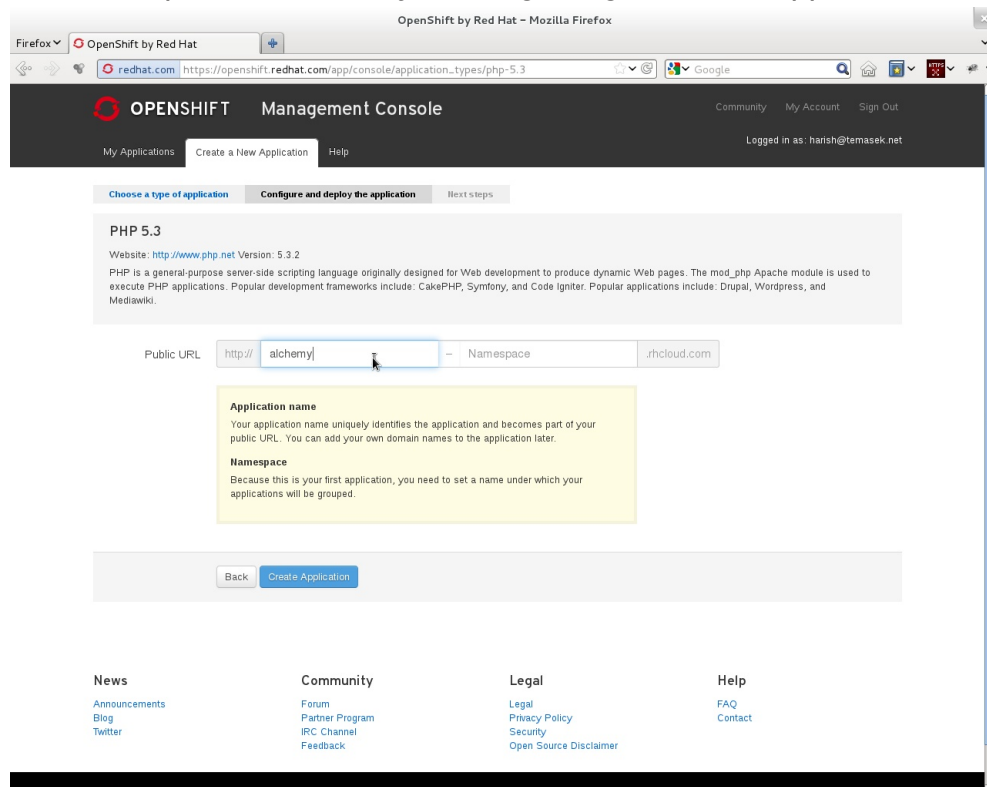 OpenShift by Red Hat – Mozilla Firefox
Firefox
OpenShift by Red Hat
redhat.com https://openshift.redhat.com/app/console/application_types/php-5.3
Google
OPENSHIFT Management Console
Community My Account Sign Out
Logged in as: harish@temasek.net
My Applications Create a New Application Help
Choose a type of application Configure and deploy the application Next steps
PHP 5.3
Website: http://www.php.net Version: 5.3.2
PHP is a general-purpose server-side scripting language originally designed for Web development to produce dynamic Web pages. The mod_php Apache module is used to
execute PHP applications. Popular development frameworks include: CakePHP, Symfony, and Code Igniter. Popular applications include: Drupal, Wordpress, and
Mediawiki.
Public URL http:// alchemy – Namespace .rhcloud.com
Application name
Your application name uniquely identifies the application and becomes part of your
public URL. You can add your own domain names to the application later.
Namespace
Because this is your first application, you need to set a name under which your
applications will be grouped.
Back Create Application
News Community Legal Help
Announcements Forum Legal FAQ
Blog Partner Program Privacy Policy Contact
Twitter IRC Channel Security
Feedback Open Source Disclaimer